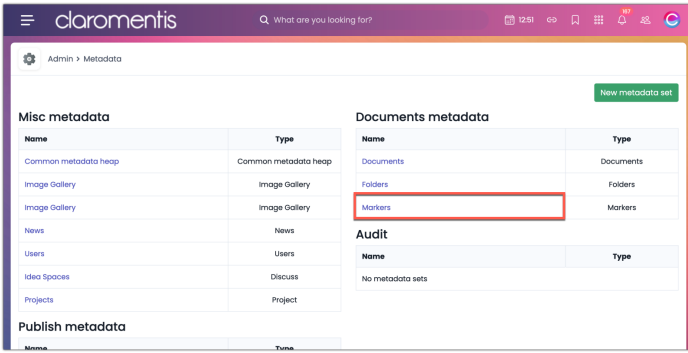 claromentis
What are you looking for?
12:51
167
Admin > Metadata
New metadata set
Misc metadata
Name Type
Common metadata heap Common metadata heap
Image Gallery Image Gallery
Image Gallery Image Gallery
News News
Users Users
Idea Spaces Discuss
Projects Project
Publish metadata
Name Type
Documents metadata
Name Type
Documents Documents
Folders Folders
Markers Markers
Audit
Name Type
No metadata sets